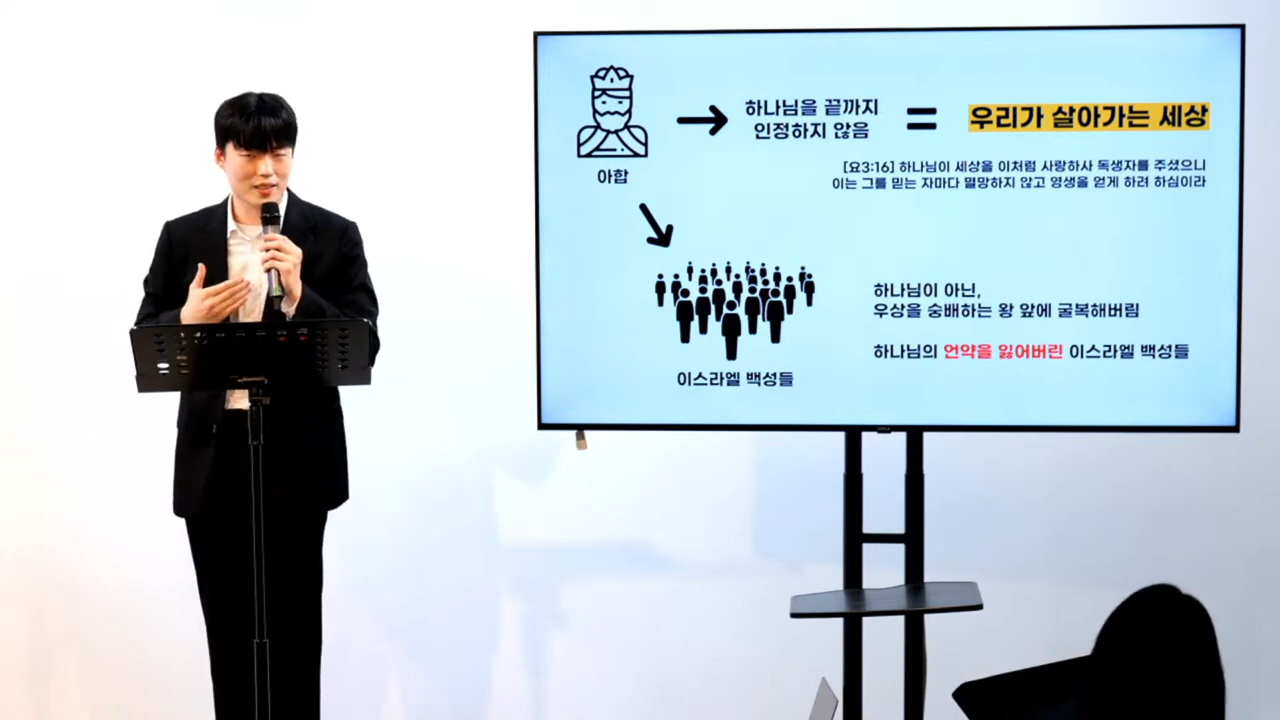 하나님을 끝까지
인정하지 않음
=
우리가 살아가는 세상
[요3:16] 하나님이 세상을 이처럼 사랑하사 독생자를 주셨으니
이는 그를 믿는 자마다 멸망하지 않고 영생을 얻게 하려 하심이라
아합
하나님이 아닌,
우상을 숭배하는 왕 앞에 굴복해버림
하나님의 언약을 잃어버린 이스라엘 백성들
이스라엘 백성들